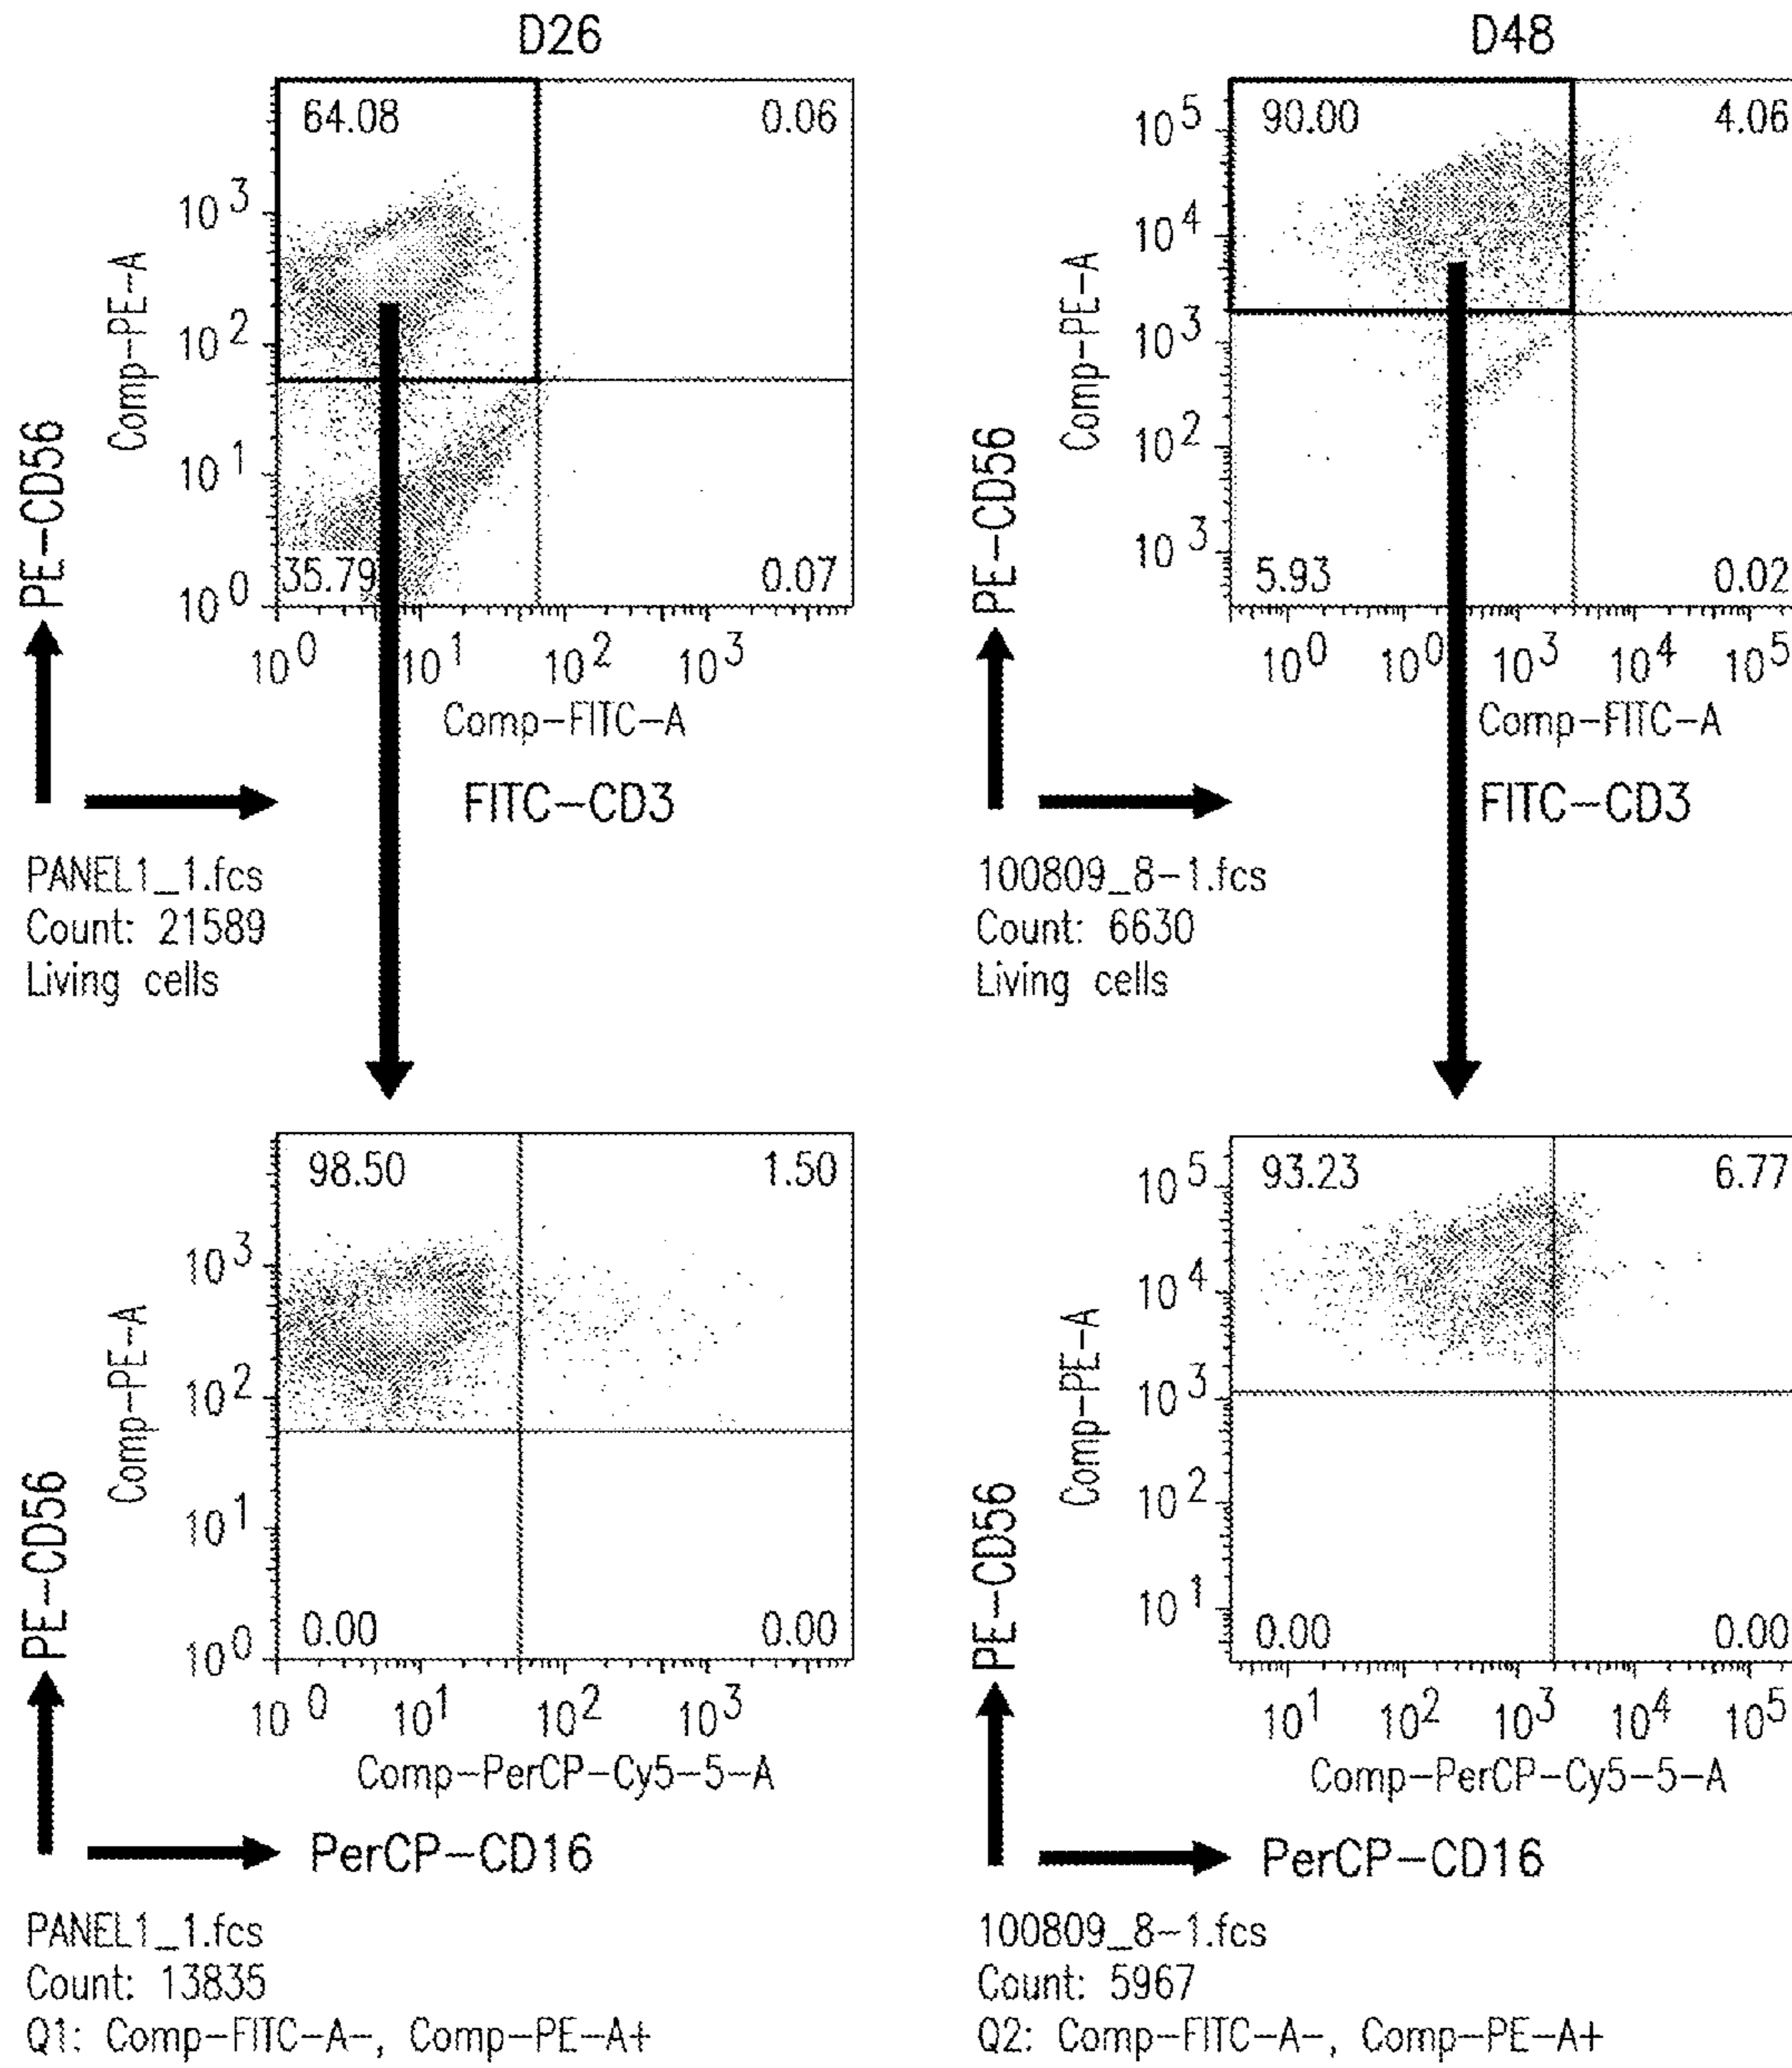 D26
64.08 0.06
10^3
10^2
10^1
10^0
35.79 0.07
Comp-PE-A
PE-CD56
10^0 10^1 10^2 10^3
Comp-FITC-A
FITC-CD3
PANEL1_1.fcs
Count: 21589
Living cells
D48
90.00 4.06
10^5
10^4
10^3
10^2
10^3
5.93 0.02
Comp-PE-A
PE-CD56
10^0 10^0 10^3 10^4 10^5
Comp-FITC-A
FITC-CD3
100809_8-1.fcs
Count: 6630
Living cells
98.50 1.50
10^3
10^2
10^1
10^0
0.00 0.00
Comp-PE-A
PE-CD56
10^0 10^1 10^2 10^3
Comp-PerCP-Cy5-5-A
PerCP-CD16
PANEL1_1.fcs
Count: 13835
Q1: Comp-FITC-A-, Comp-PE-A+
93.23 6.77
10^5
10^4
10^3
10^2
10^1
0.00 0.00
Comp-PE-A
PE-CD56
10^1 10^2 10^3 10^4 10^5
Comp-PerCP-Cy5-5-A
PerCP-CD16
100809_8-1.fcs
Count: 5967
Q2: Comp-FITC-A-, Comp-PE-A+